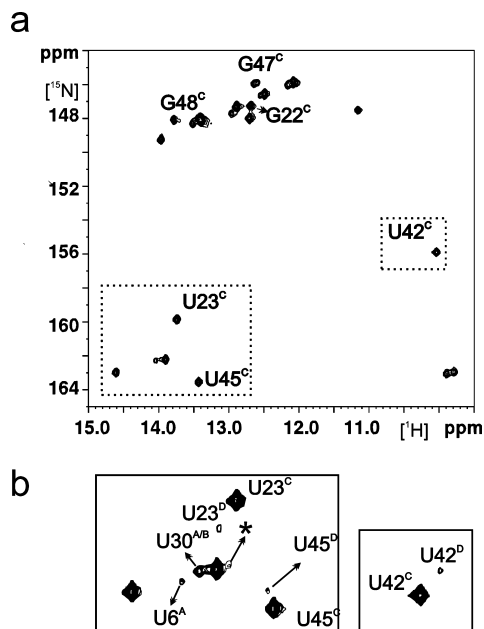 a
ppm
[¹⁵N]
148
152
156
160
164
G47ᶜ
G48ᶜ
G22ᶜ
U42ᶜ
U23ᶜ
U45ᶜ
15.0 14.0 13.0 12.0 11.0 [¹H] ppm
b
U23ᶜ
U23ᴰ
U30ᴬ/ᴮ *
U45ᴰ
U6ᴬ
U45ᶜ
U42ᴰ
U42ᶜ